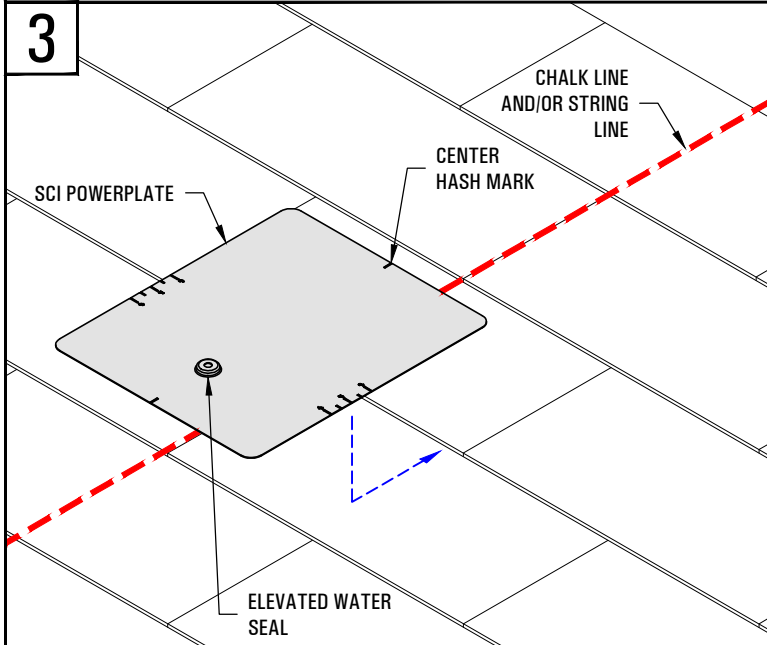 3
CHALK LINE
AND/OR STRING
LINE
CENTER
HASH MARK
SCI POWERPLATE
ELEVATED WATER
SEAL